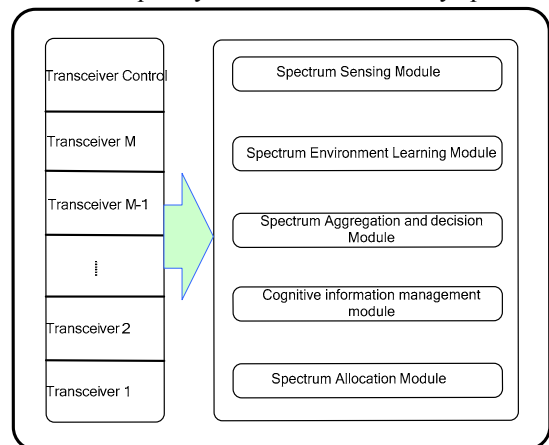 Transceiver Control
Transceiver M
Transceiver M-1
......
Transceiver 2
Transceiver 1
Spectrum Sensing Module
Spectrum Environment Learning Module
Spectrum Aggregation and decision
Module
Cognitive information management
module
Spectrum Allocation Module